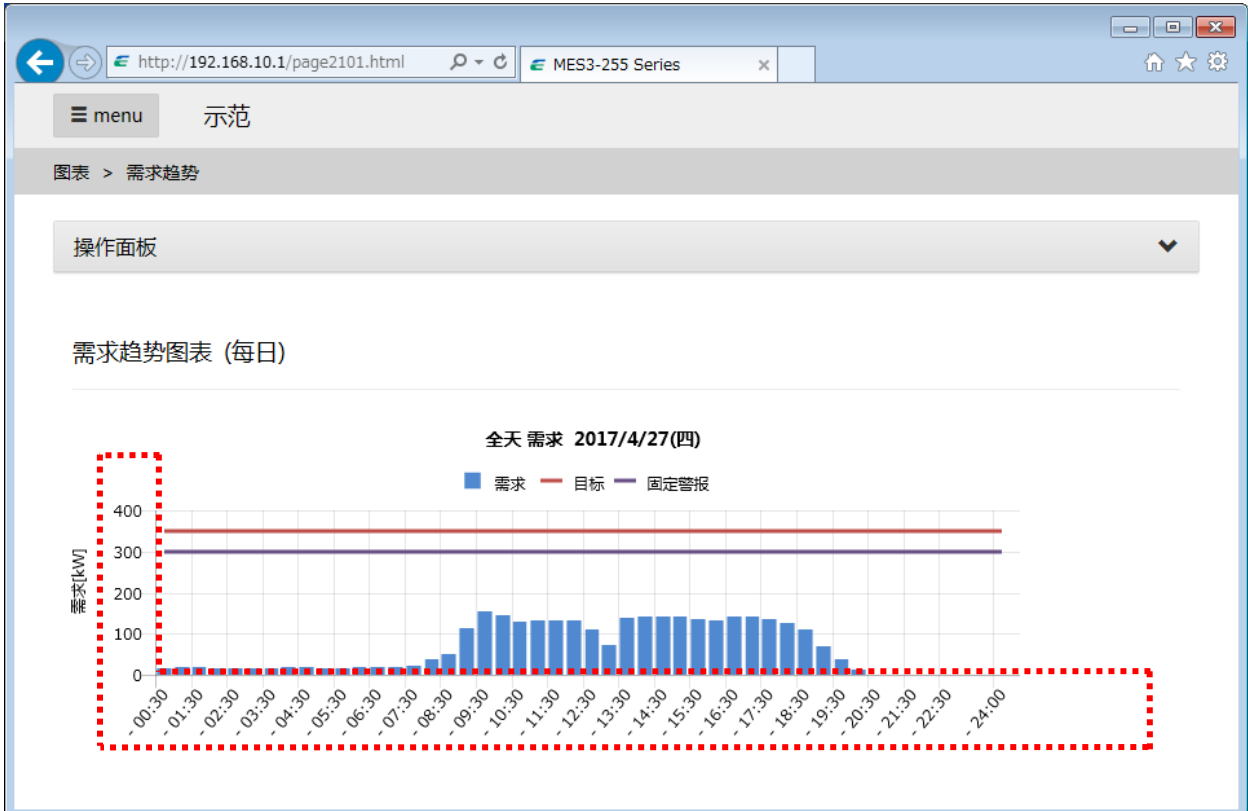 http://192.168.10.1/page2101.html
MES3-255 Series
menu
示范
图表 > 需求趋势
操作面板
需求趋势图表 (每日)
全天 需求 2017/4/27(四)
需求 目标 固定警报
需求[kW]
400
300
200
100
0
- 00:30
- 01:30
- 02:30
- 03:30
- 04:30
- 05:30
- 06:30
- 07:30
- 08:30
- 09:30
- 10:30
- 11:30
- 12:30
- 13:30
- 14:30
- 15:30
- 16:30
- 17:30
- 18:30
- 19:30
- 20:30
- 21:30
- 22:30
- 24:00